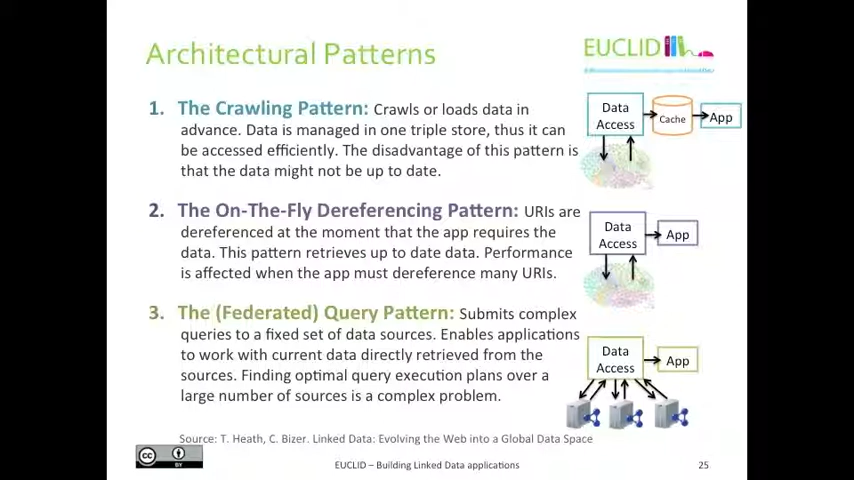 Architectural Patterns
EUCLID
1. The Crawling Pattern: Crawls or loads data in
advance. Data is managed in one triple store, thus it can
be accessed efficiently. The disadvantage of this pattern is
that the data might not be up to date.
Data
Access
Cache
App
2. The On-The-Fly Dereferencing Pattern: URIs are
dereferenced at the moment that the app requires the
data. This pattern retrieves up to date data. Performance
is affected when the app must dereference many URIs.
Data
Access
App
3. The (Federated) Query Pattern: Submits complex
queries to a fixed set of data sources. Enables applications
to work with current data directly retrieved from the
sources. Finding optimal query execution plans over a
large number of sources is a complex problem.
Data
Access
App
Source: T. Heath, C. Bizer. Linked Data: Evolving the Web into a Global Data Space
cc
BY
EUCLID – Building Linked Data applications
25